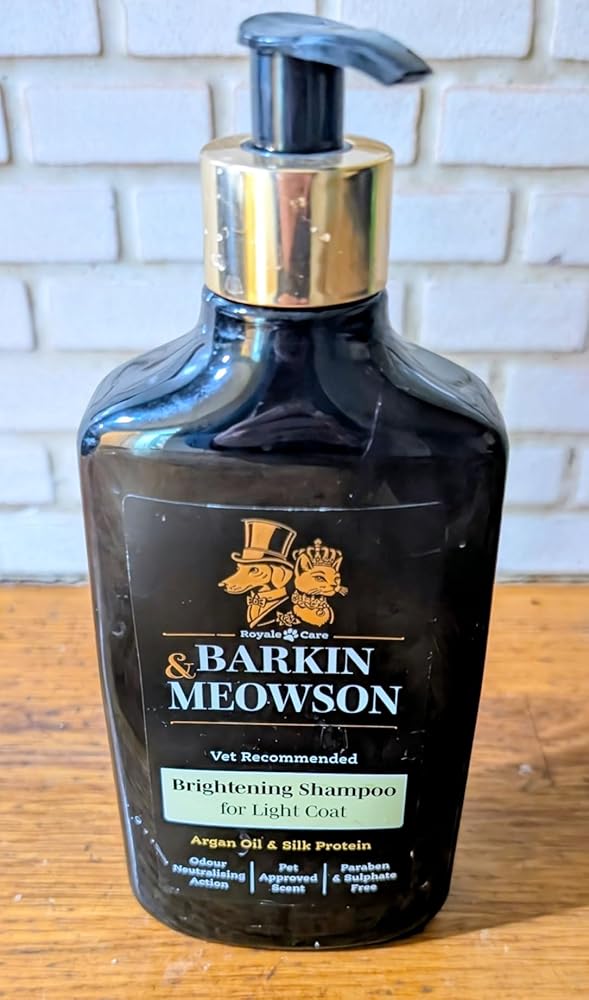 Royale Care
& BARKIN
MEOWSON
Vet Recommended
Brightening Shampoo
for Light Coat
Argan Oil & Silk Protein
Odour
Neutralising
Action
Pet
Approved
Scent
Paraben
& Sulphate
Free